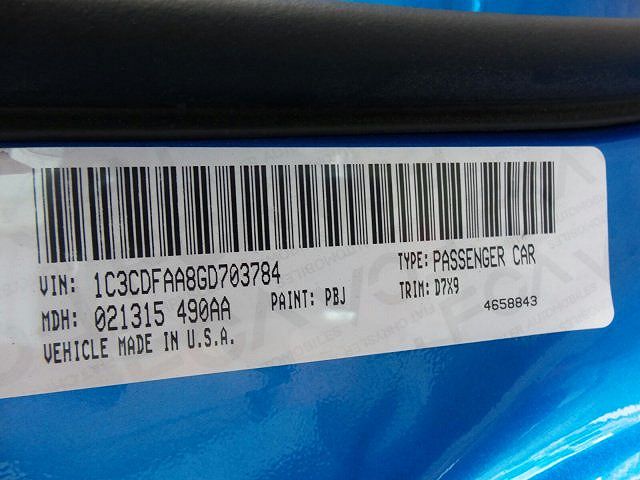 VIN: 1C3CDFAA8GD703784 TYPE: PASSENGER CAR
MDH: 021315 490AA PAINT: PBJ TRIM: D7X9
VEHICLE MADE IN U.S.A. 4658843